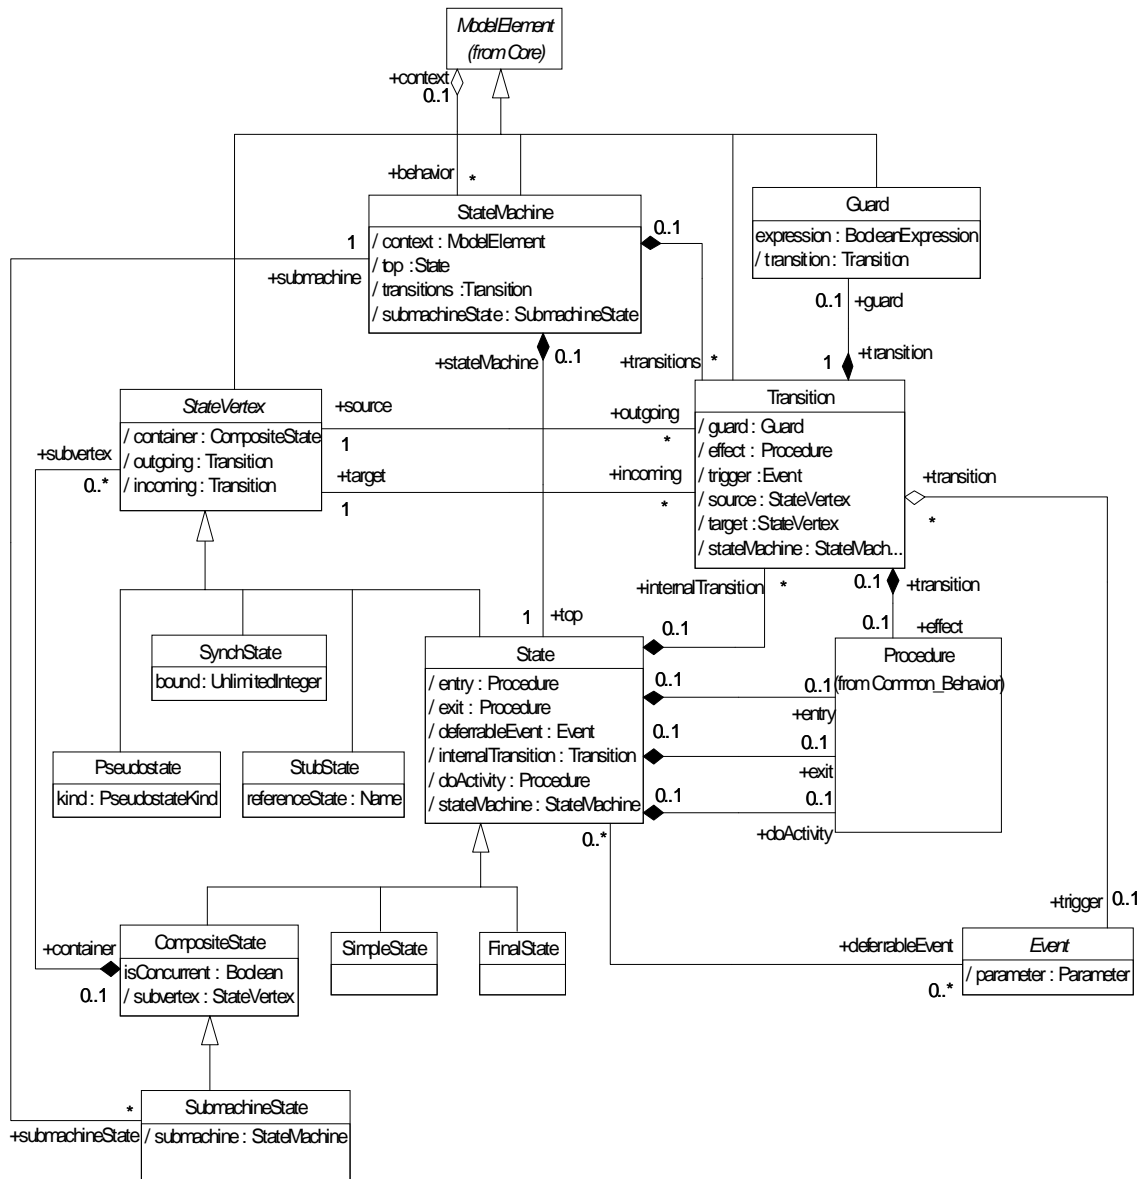 ModelElement
(from Core)
+context
0..1
+behavior
*
StateMachine
/ context : ModelElement
/ top : State
/ transitions : Transition
/ submachineState : SubmachineState
1
+submachine
0..1
Guard
expression : BooleanExpression
/ transition : Transition
0..1
+guard
+stateMachine
0..1
+transitions
*
1
+transition
StateVertex
/ container : CompositeState
/ outgoing : Transition
/ incoming : Transition
+source
1
+outgoing
*
+target
1
+incoming
*
+subvertex
0..*
Transition
/ guard : Guard
/ effect : Procedure
/ trigger : Event
/ source : StateVertex
/ target : StateVertex
/ stateMachine : StateMach...
+transition
*
+internalTransition
*
0..1
+transition
0..1
+effect
1
+top
SynchState
bound : UnlimitedInteger
State
/ entry : Procedure
/ exit : Procedure
/ deferrableEvent : Event
/ internalTransition : Transition
/ doActivity : Procedure
/ stateMachine : StateMachine
0..1
0..1
0..1
+entry
0..1
0..1
+exit
0..1
0..1
+doActivity
Procedure
(from Common_Behavior)
Pseudostate
kind : PseudostateKind
StubState
referenceState : Name
0..*
+trigger
0..1
+deferrableEvent
0..*
Event
/ parameter : Parameter
+container
0..1
CompositeState
isConcurrent : Boolean
/ subvertex : StateVertex
SimpleState
FinalState
*
+submachineState
SubmachineState
/ submachine : StateMachine